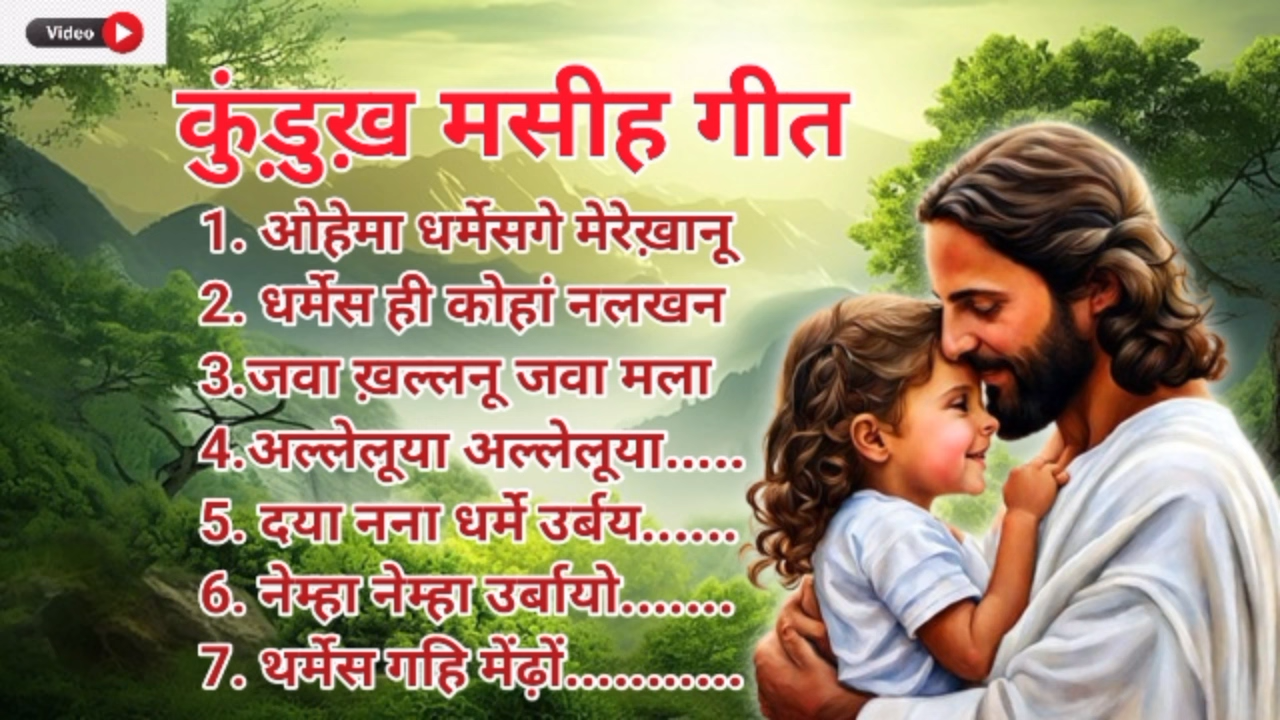 Video
कुंड़ुख़ मसीह गीत
1. ओहेमा धर्मेसगे मेरेख़ानू
2. धर्मेस ही कोहां नलखन
3.जवा ख़ल्लनू जवा मला
4.अल्लेलूया अल्लेलूया.....
5. दया नना धर्मे उर्बय......
6. नेम्हा नेम्हा उर्बायो.......
7. थर्मेस गहि मेंढ़ों...........